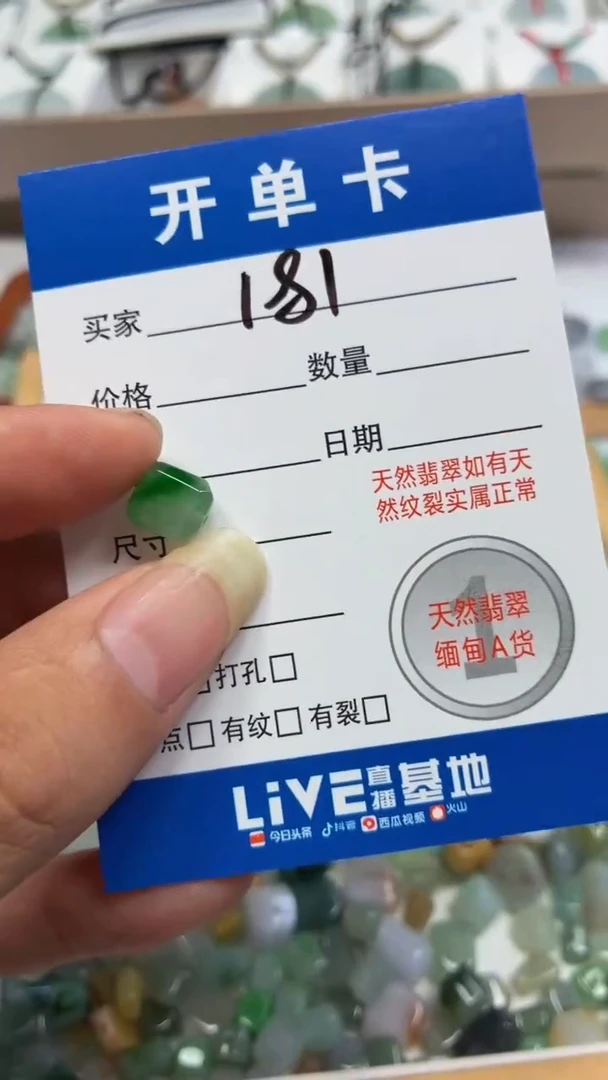 开单卡
买家 181
价格 数量
日期
天然翡翠如有天
然纹裂实属正常
尺寸
1
天然翡翠
缅甸A货
打孔□
点□ 有纹□ 有裂□
LiVE直播基地
今日头条 抖音 西瓜视频 火山